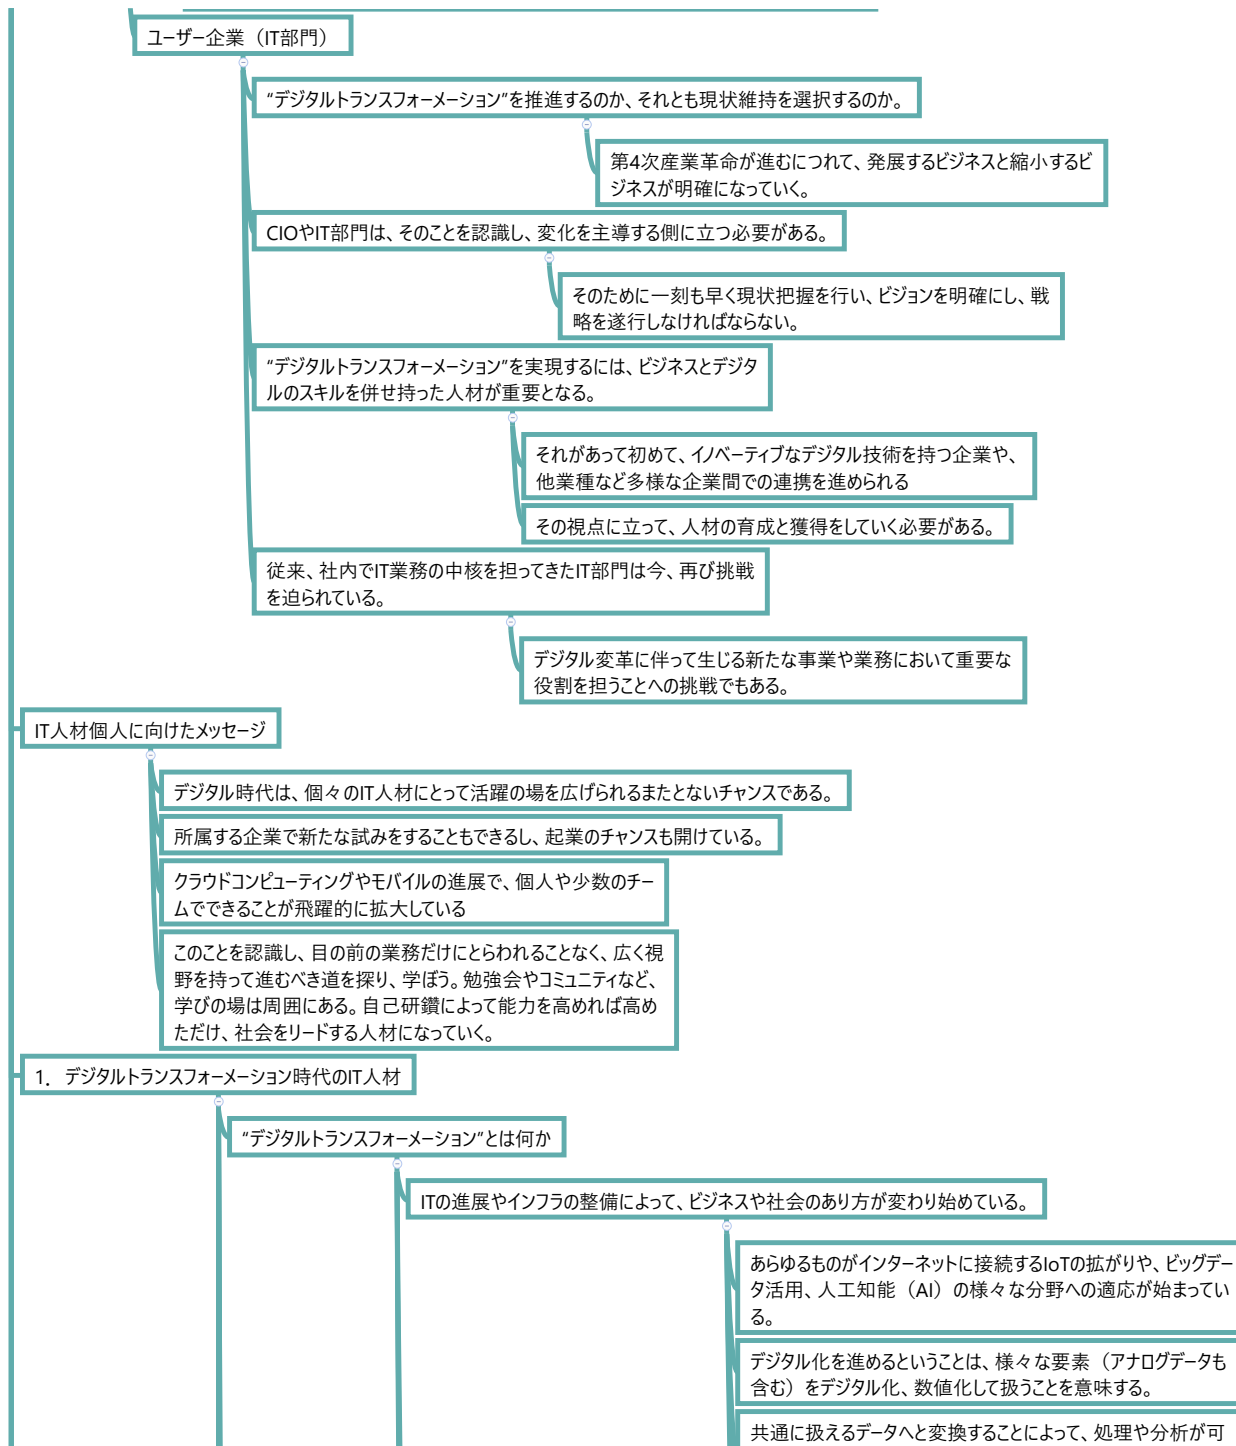 ユーザー企業（IT部門）
“デジタルトランスフォーメーション”を推進するのか、それとも現状維持を選択するのか。
第4次産業革命が進むにつれて、発展するビジネスと縮小するビ
ジネスが明確になっていく。
CIOやIT部門は、そのことを認識し、変化を主導する側に立つ必要がある。
そのために一刻も早く現状把握を行い、ビジョンを明確にし、戦
略を遂行しなければならない。
“デジタルトランスフォーメーション”を実現するには、ビジネスとデジタ
ルのスキルを併せ持った人材が重要となる。
それがあって初めて、イノベーティブなデジタル技術を持つ企業や、
他業種など多様な企業間での連携を進められる
その視点に立って、人材の育成と獲得をしていく必要がある。
従来、社内でIT業務の中核を担ってきたIT部門は今、再び挑戦
を迫られている。
デジタル変革に伴って生じる新たな事業や業務において重要な
役割を担うことへの挑戦でもある。
IT人材個人に向けたメッセージ
デジタル時代は、個々のIT人材にとって活躍の場を広げられるまたとないチャンスである。
所属する企業で新たな試みをすることもできるし、起業のチャンスも開けている。
クラウドコンピューティングやモバイルの進展で、個人や少数のチー
ムでできることが飛躍的に拡大している
このことを認識し、目の前の業務だけにとらわれることなく、広く視
野を持って進むべき道を探り、学ぼう。勉強会やコミュニティなど、
学びの場は周囲にある。自己研鑽によって能力を高めれば高め
ただけ、社会をリードする人材になっていく。
1．デジタルトランスフォーメーション時代のIT人材
“デジタルトランスフォーメーション”とは何か
ITの進展やインフラの整備によって、ビジネスや社会のあり方が変わり始めている。
あらゆるものがインターネットに接続するIoTの拡がりや、ビッグデー
タ活用、人工知能（AI）の様々な分野への適応が始まってい
る。
デジタル化を進めるということは、様々な要素（アナログデータも
含む）をデジタル化、数値化して扱うことを意味する。
共通に扱えるデータへと変換することによって、処理や分析が可